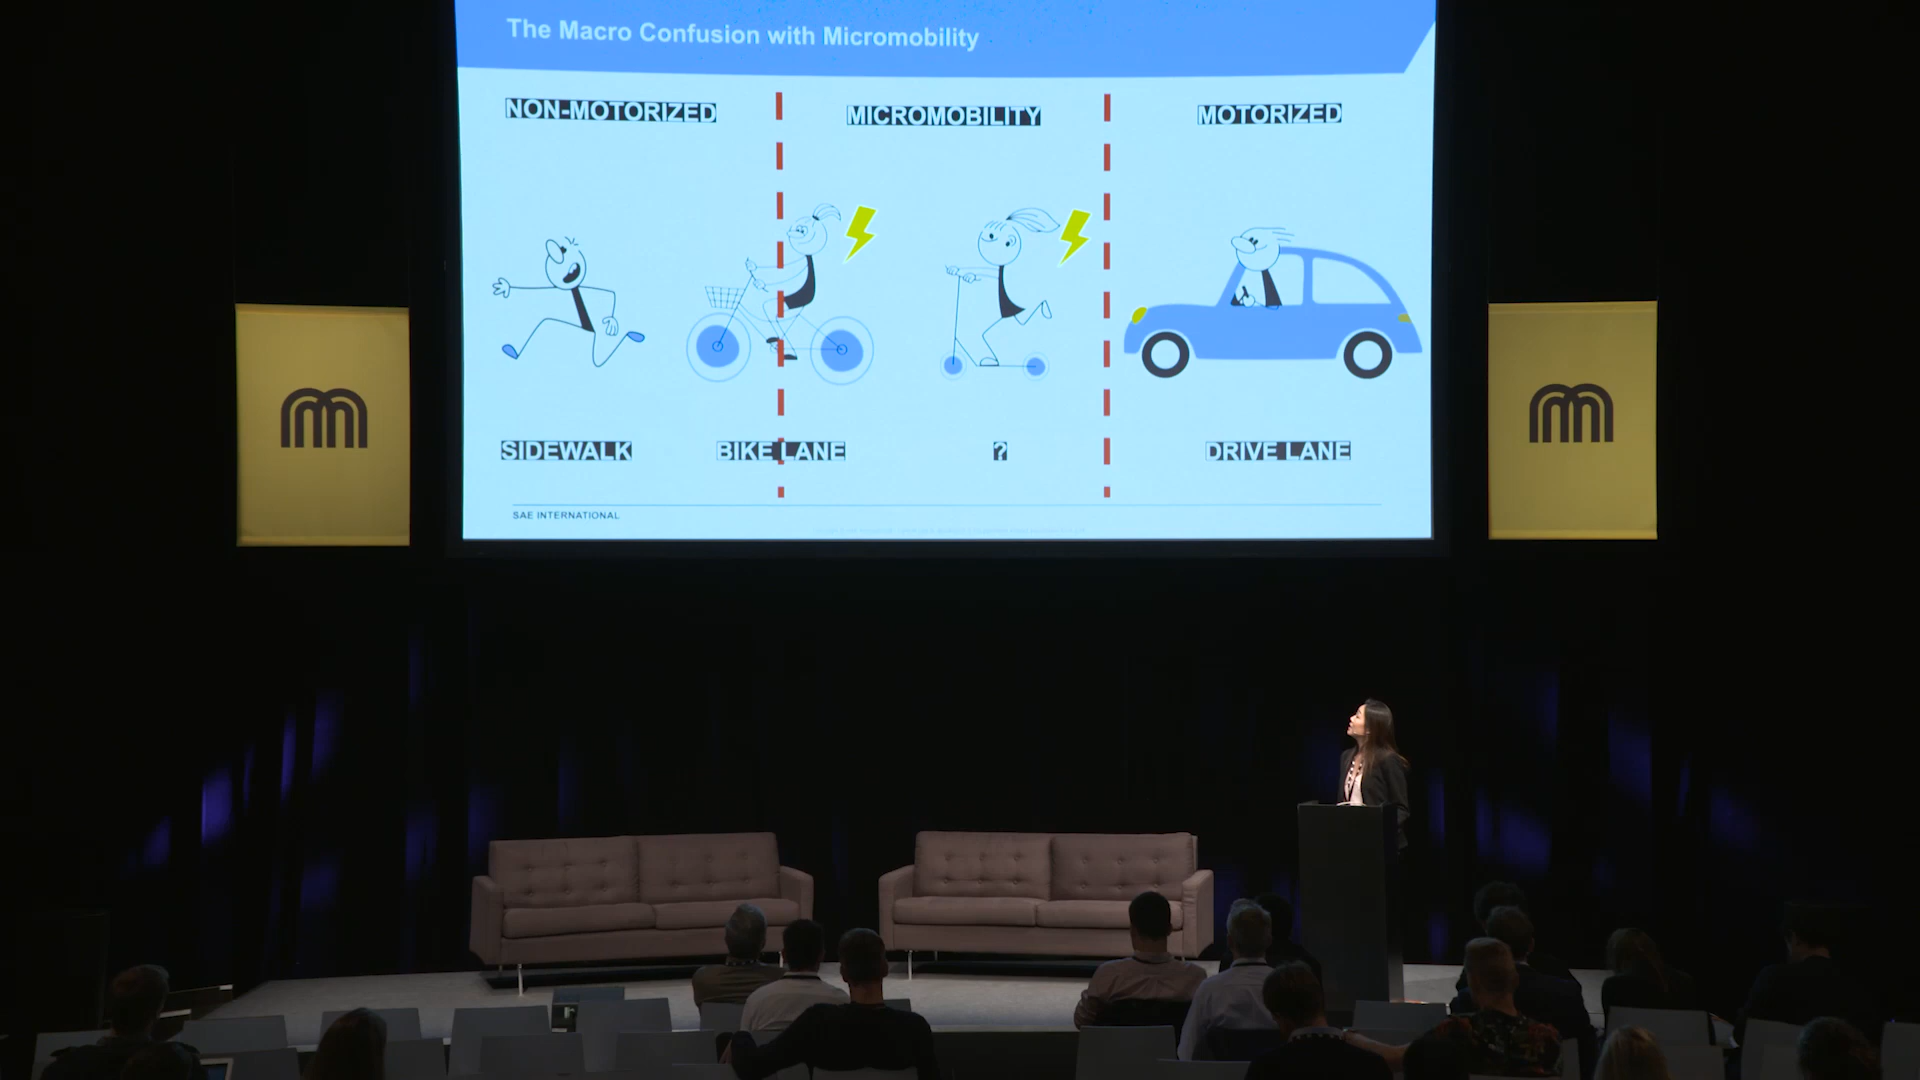 The Macro Confusion with Micromobility
NON-MOTORIZED
MICROMOBILITY
MOTORIZED
SIDEWALK
BIKE LANE
?
DRIVE LANE
SAE INTERNATIONAL